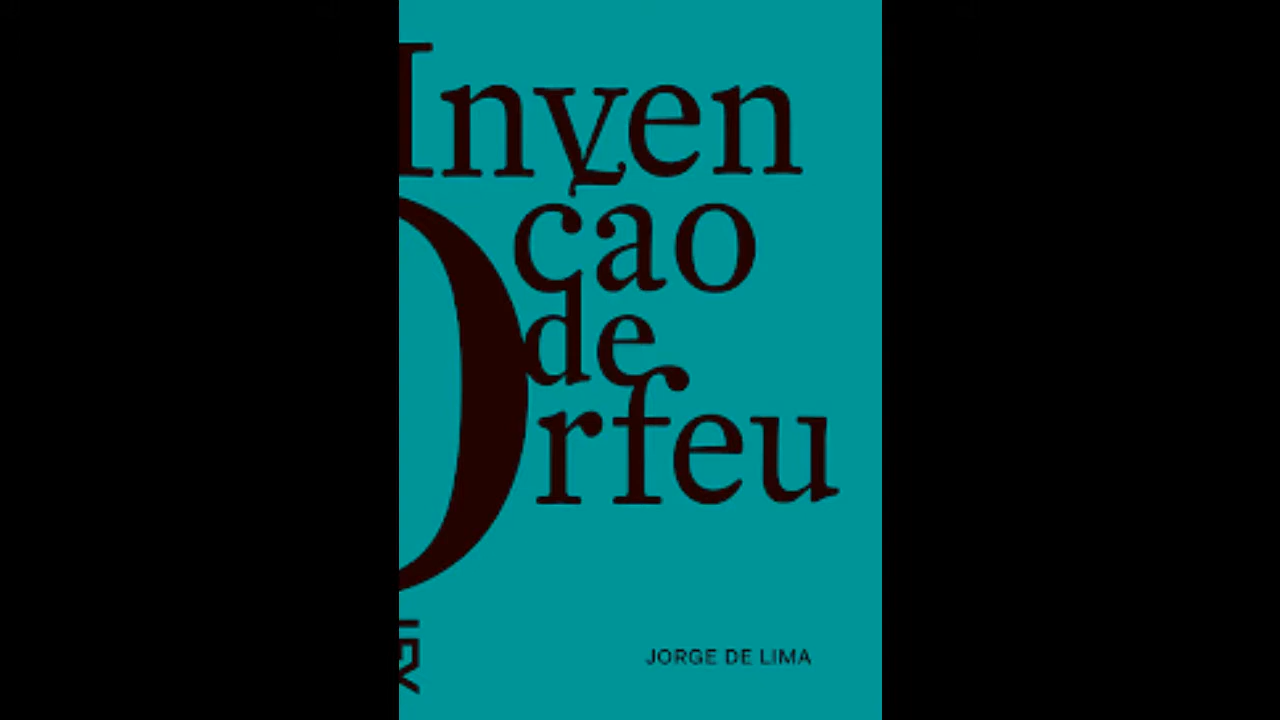 Inven
ção
de
Orfeu
JORGE DE LIMA